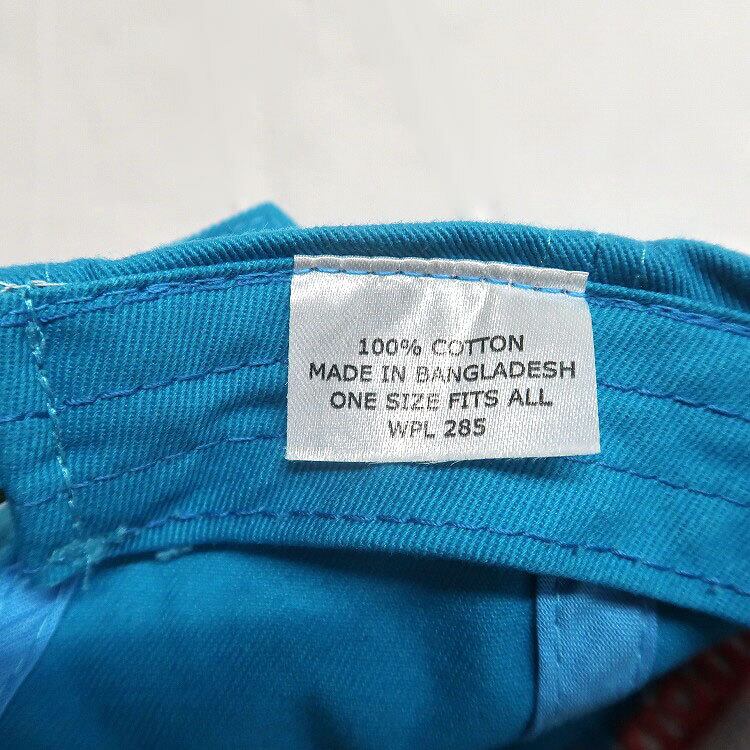 100% COTTON
MADE IN BANGLADESH
ONE SIZE FITS ALL
WPL 285